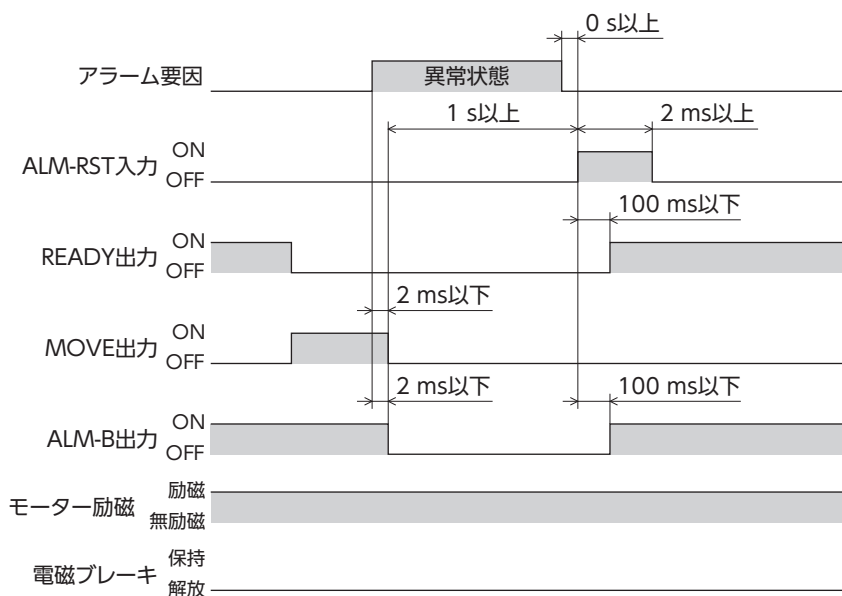 0 s以上
アラーム要因
異常状態
1 s以上
2 ms以上
ALM-RST入力
ON
OFF
100 ms以下
READY出力
ON
OFF
2 ms以下
MOVE出力
ON
OFF
2 ms以下
100 ms以下
ALM-B出力
ON
OFF
モーター励磁
励磁
無励磁
電磁ブレーキ
保持
解放